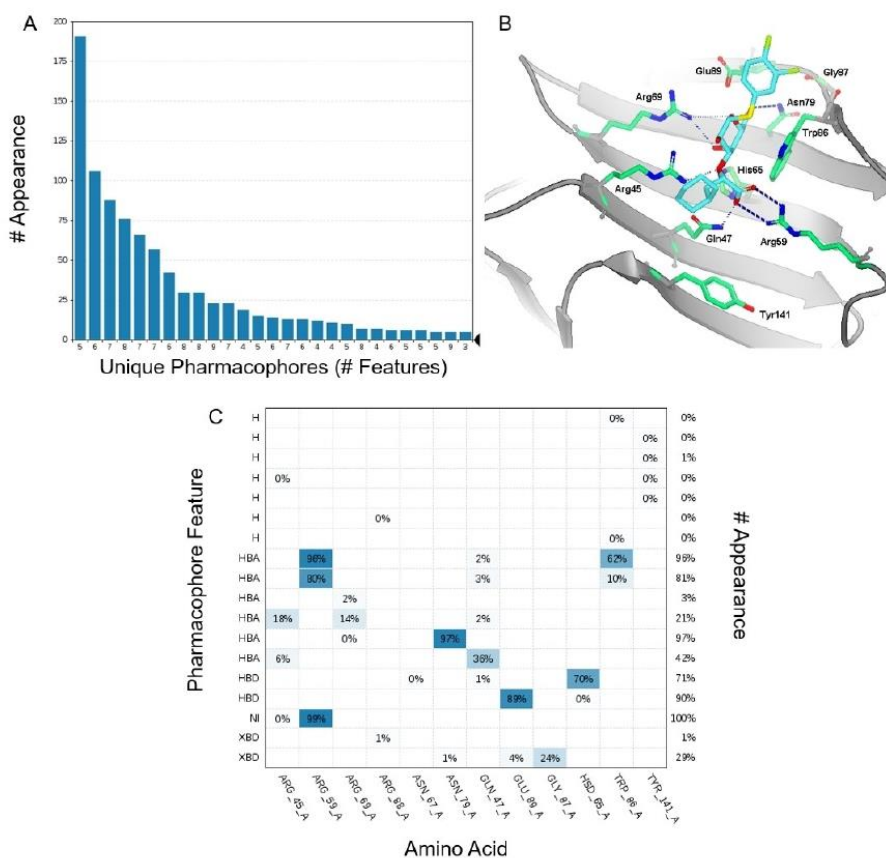 A
200
175
150
125
100
75
50
25
0
# Appearance
5 6 7 8 7 7 6 8 8 9 7 4 5 6 7 6 4 4 5 8 4 6 5 6 5 9 3
Unique Pharmacophores (# Features)
B
Glu89
Gly87
Arg69
Asn79
Trp86
His65
Arg45
Gln47
Arg59
Tyr141
C
Pharmacophore Feature
# Appearance
H 0% 0%
H 0% 0%
H 0% 1%
H 0% 0% 0%
H 0% 0%
H 0% 0%
H 0% 0%
HBA 96% 2% 62% 96%
HBA 80% 3% 10% 81%
HBA 2% 3%
HBA 18% 14% 2% 21%
HBA 0% 97% 97%
HBA 6% 36% 42%
HBD 0% 1% 70% 71%
HBD 89% 0% 90%
NI 0% 99% 100%
XBD 1% 1%
XBD 1% 4% 24% 29%
ARG_45_A ARG_59_A ARG_69_A ARG_88_A ASN_67_A ASN_79_A GLN_47_A GLU_89_A GLY_87_A HSD_65_A TRP_86_A TYR_141_A
Amino Acid